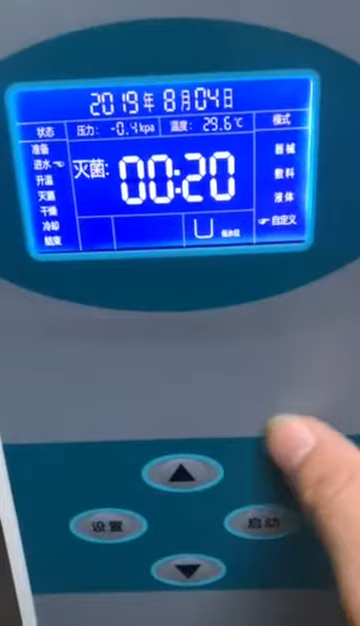 2019年 8月04日
状态 压力: -0.4kpa 温度: 29.6℃ 模式
准备
进水
升温
灭菌
干燥
冷却
结束
灭菌: 00:20
器械
敷料
液体
自定义
设置
启动